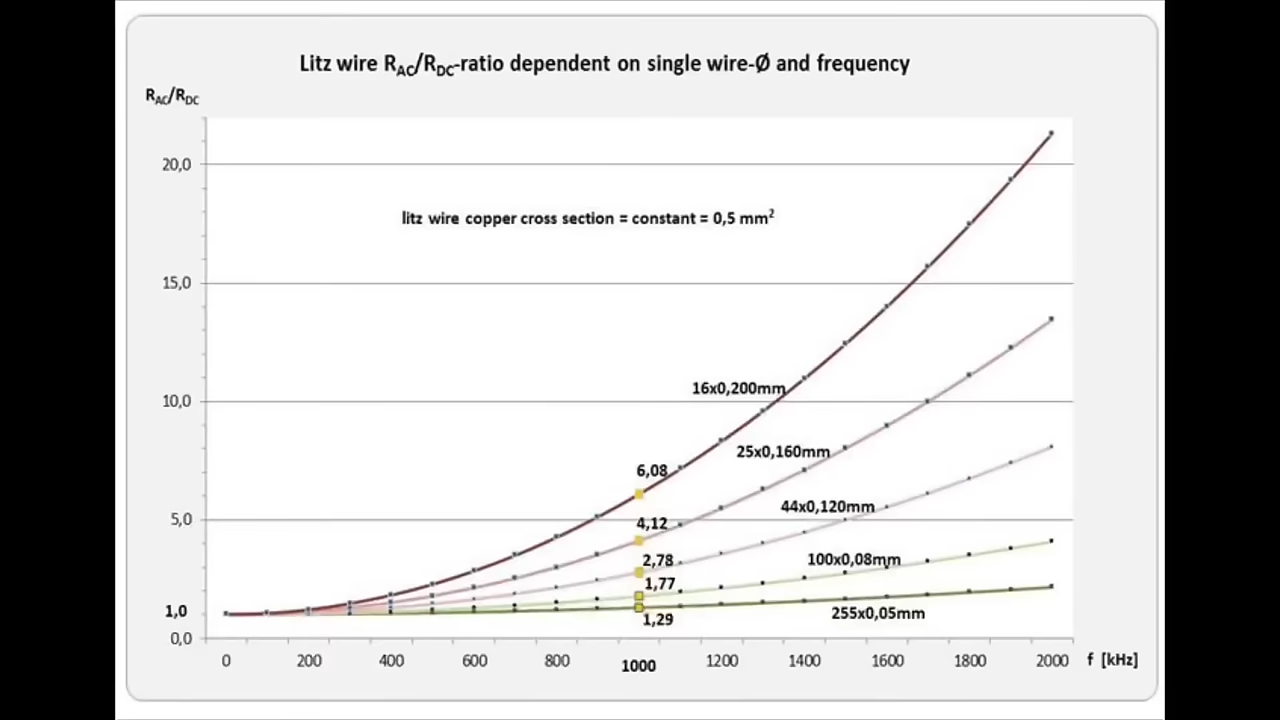 Litz wire RAC/RDC-ratio dependent on single wire-Ø and frequency
RAC/RDC
20,0
litz wire copper cross section = constant = 0,5 mm²
15,0
16x0,200mm
10,0
25x0,160mm
6,08
44x0,120mm
5,0
4,12
2,78
100x0,08mm
1,77
1,0
255x0,05mm
1,29
0,0
0 200 400 600 800 1000 1200 1400 1600 1800 2000 f [kHz]